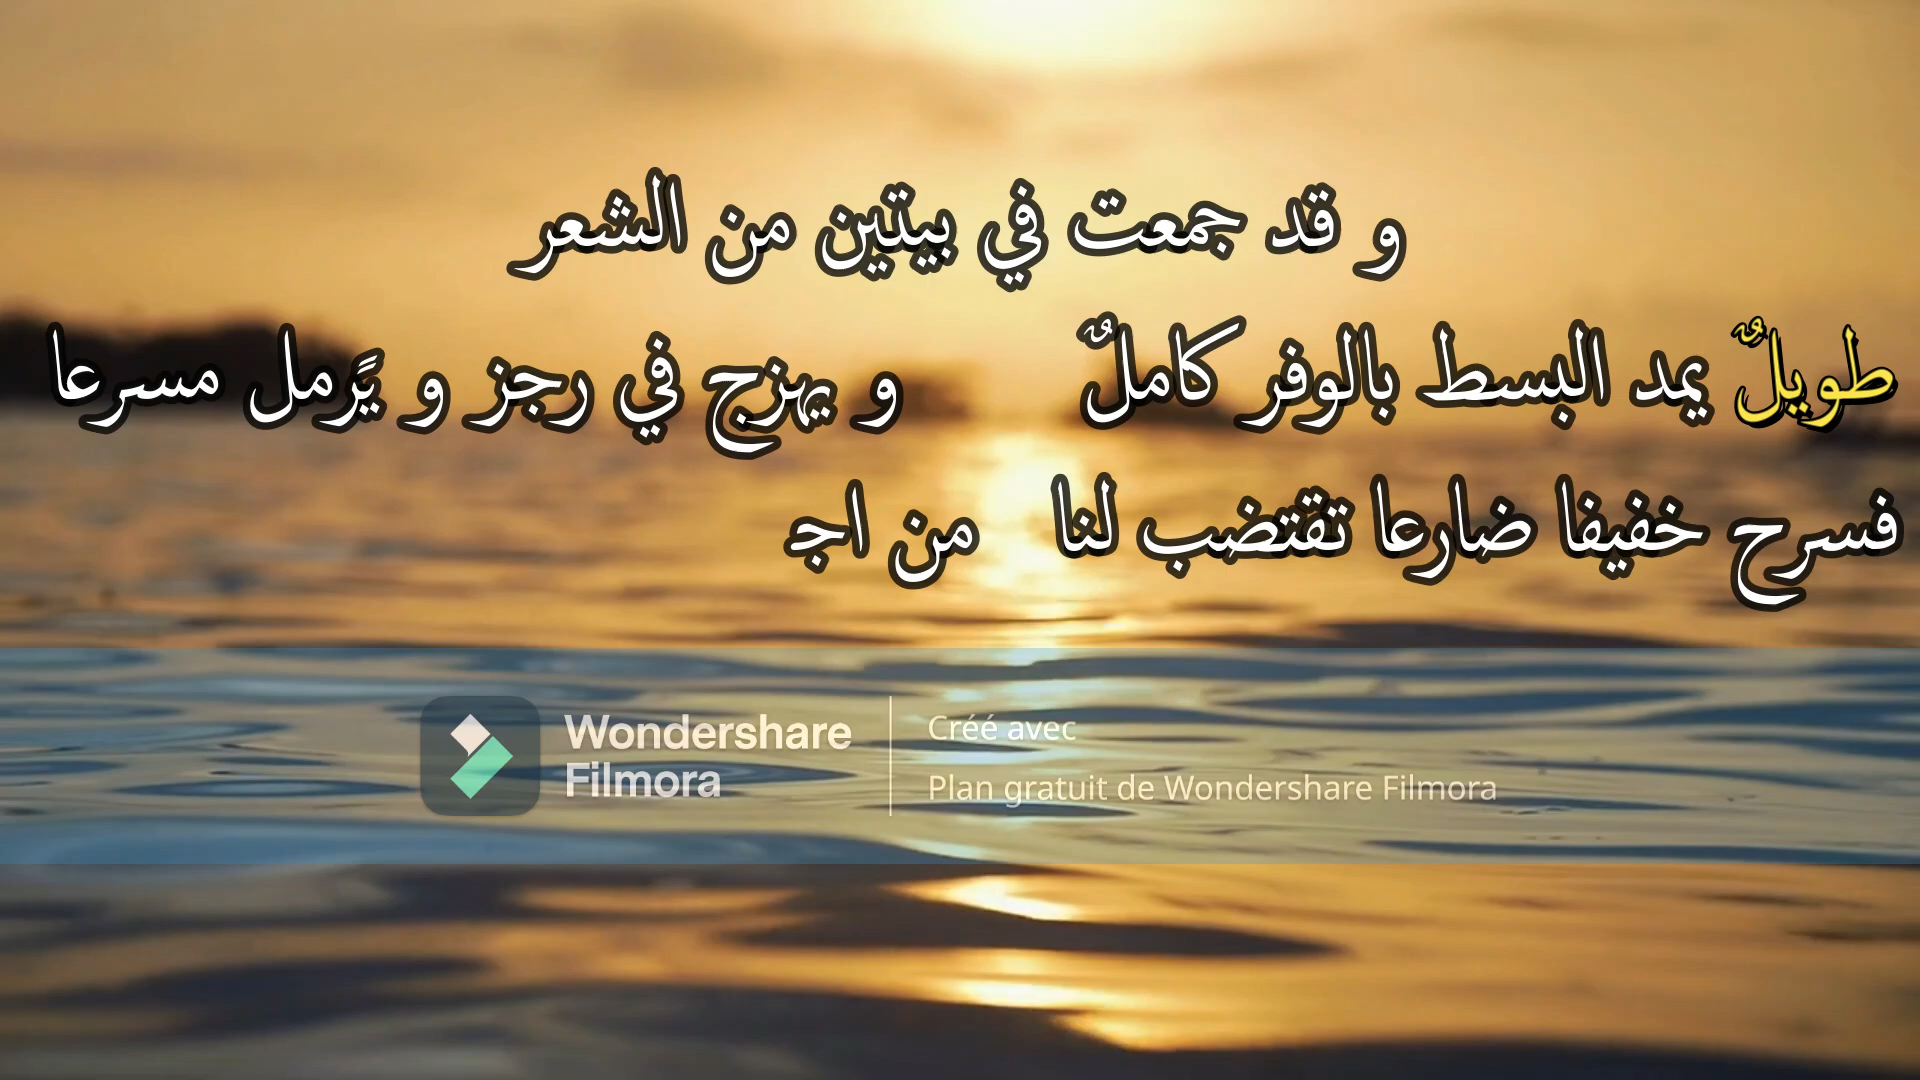 و قد جمعت في بيتين من الشعر
طويلٌ يمد البسط بالوفر كاملٌ و يهزج في رجز و يًرمل مسرعا
فسرح خفيفا ضارعا تقتضب لنا من اجـ
Wondershare Filmora
Créé avec
Plan gratuit de Wondershare Filmora